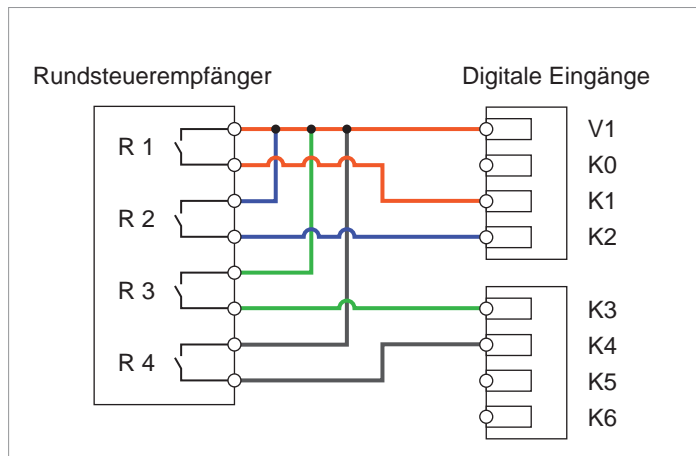 Rundsteuerempfänger
Digitale Eingänge
R 1
R 2
R 3
R 4
V1
K0
K1
K2
K3
K4
K5
K6